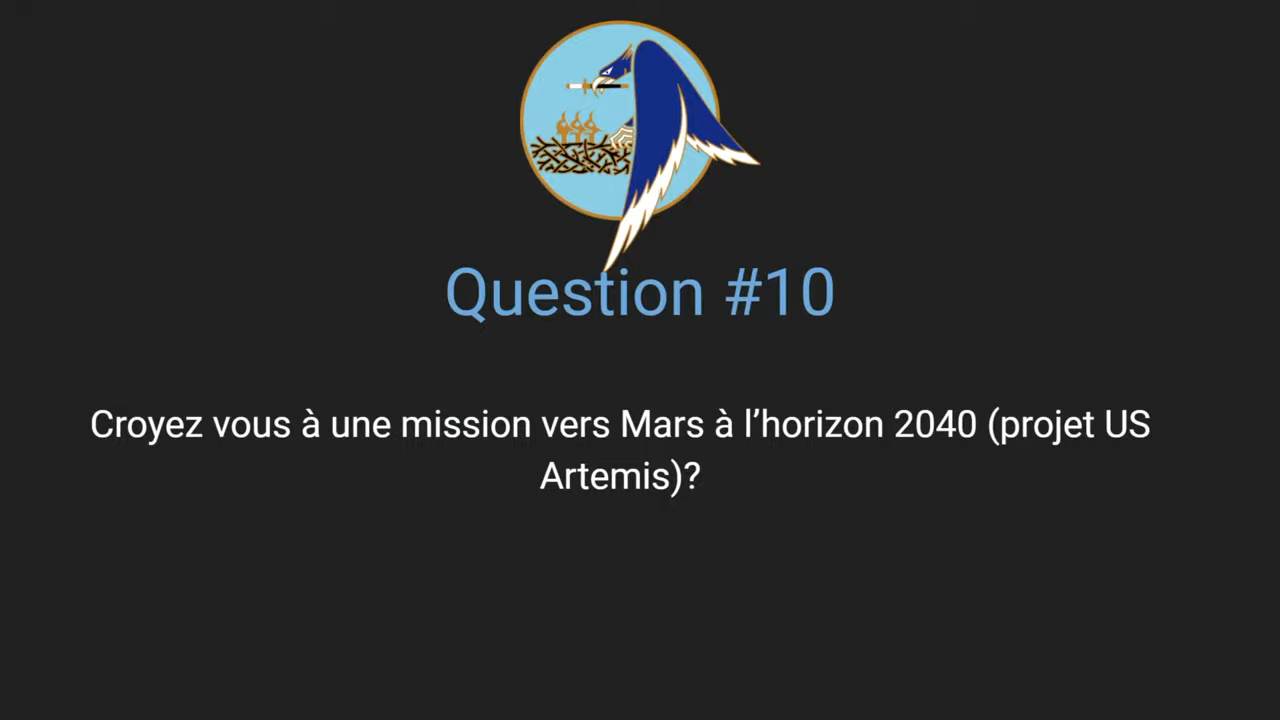 Question #10
Croyez vous à une mission vers Mars à l’horizon 2040 (projet US
Artemis)?